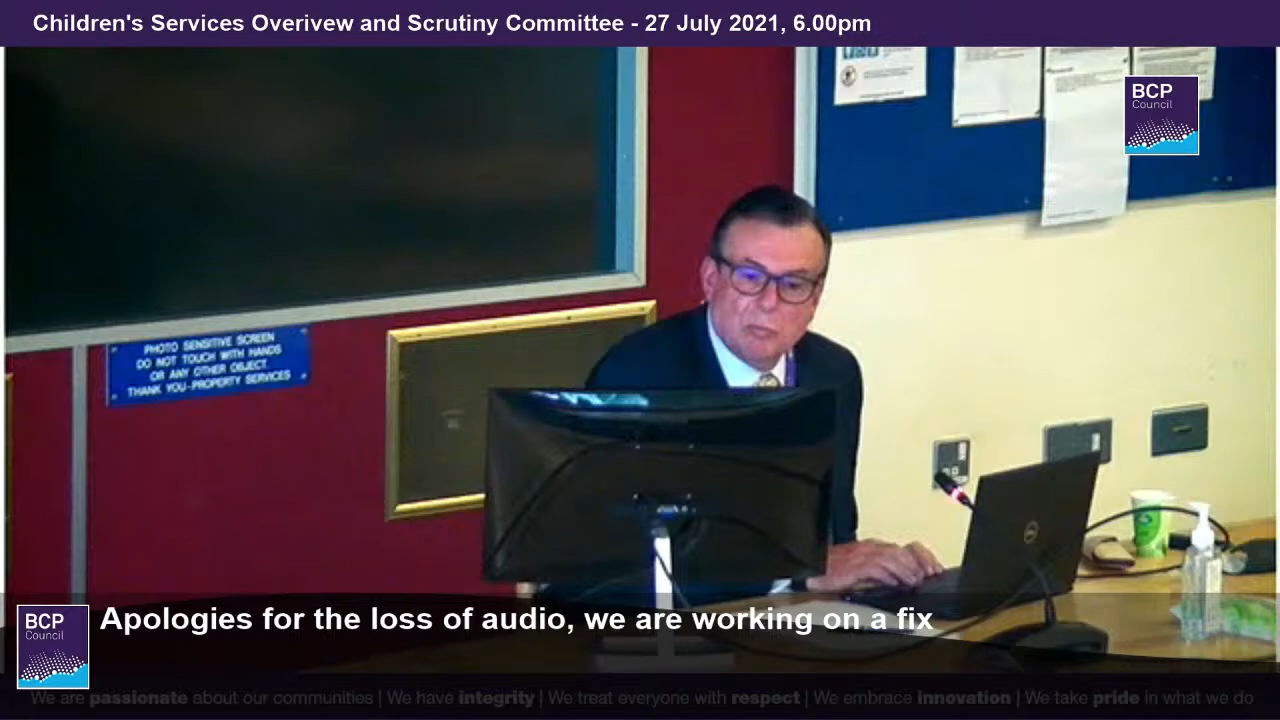 Children's Services Overivew and Scrutiny Committee - 27 July 2021, 6.00pm
BCP
Council
PHOTO SENSITIVE SCREEN
DO NOT TOUCH WITH HANDS
OR ANY OTHER OBJECT.
THANK YOU-PROPERTY SERVICES
BCP
Council
Apologies for the loss of audio, we are working on a fix
We are passionate about our communities | We have integrity | We treat everyone with respect | We embrace innovation | We take pride in what we do